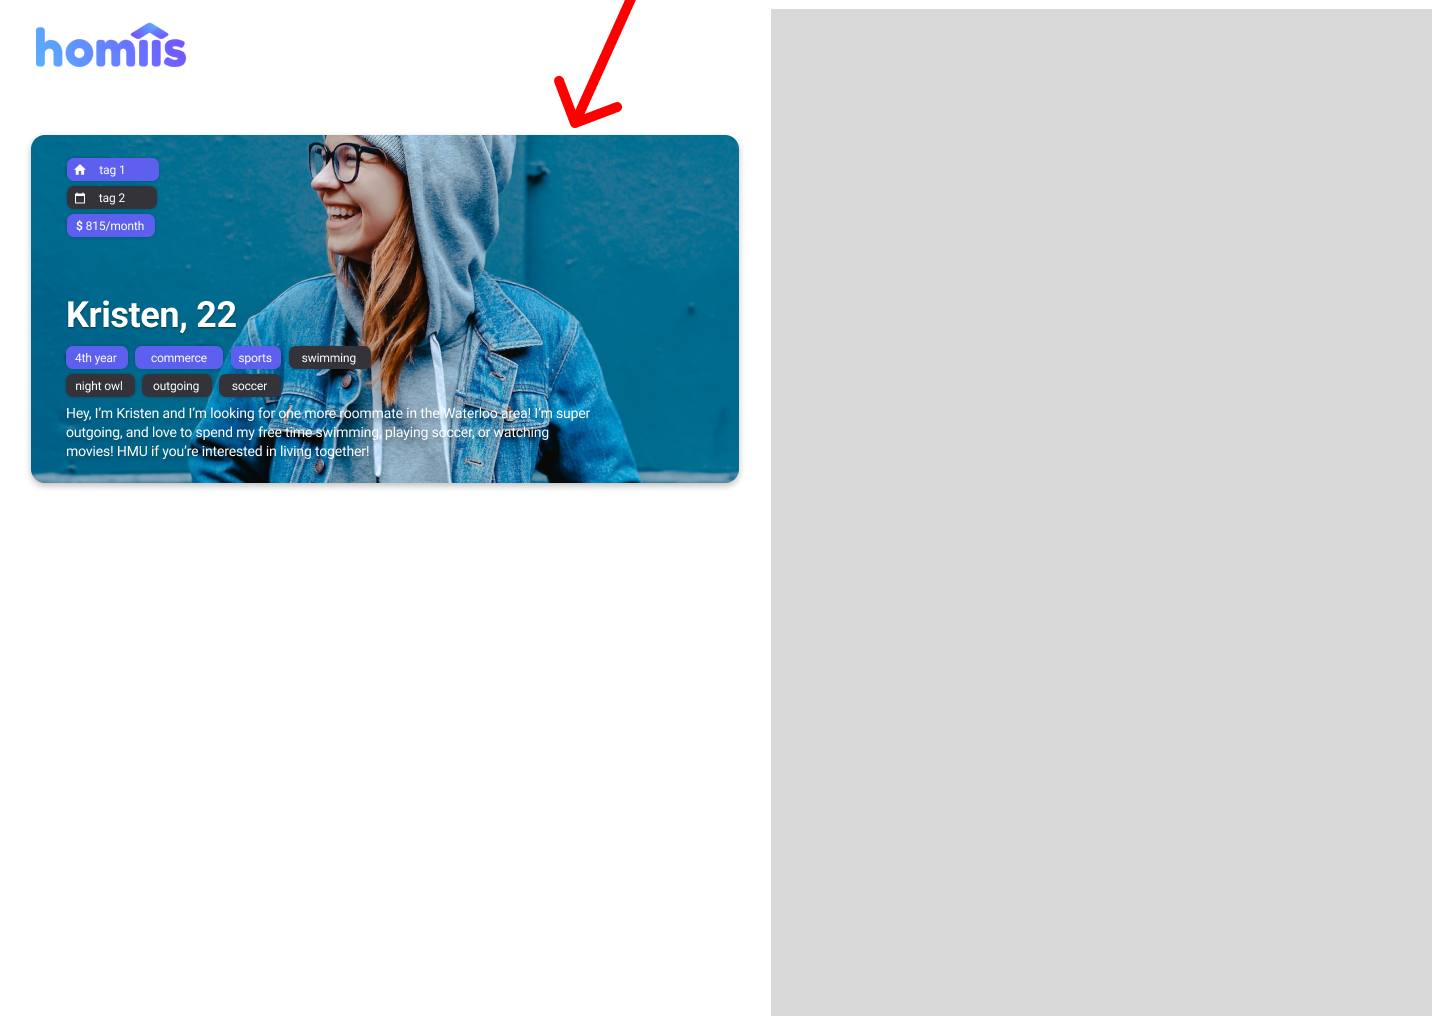 homiis
tag 1
tag 2
$ 815/month
Kristen, 22
4th year commerce sports swimming
night owl outgoing soccer
Hey, I’m Kristen and I’m looking for one more roommate in the Waterloo area! I’m super
outgoing, and love to spend my free time swimming, playing soccer, or watching
movies! HMU if you’re interested in living together!